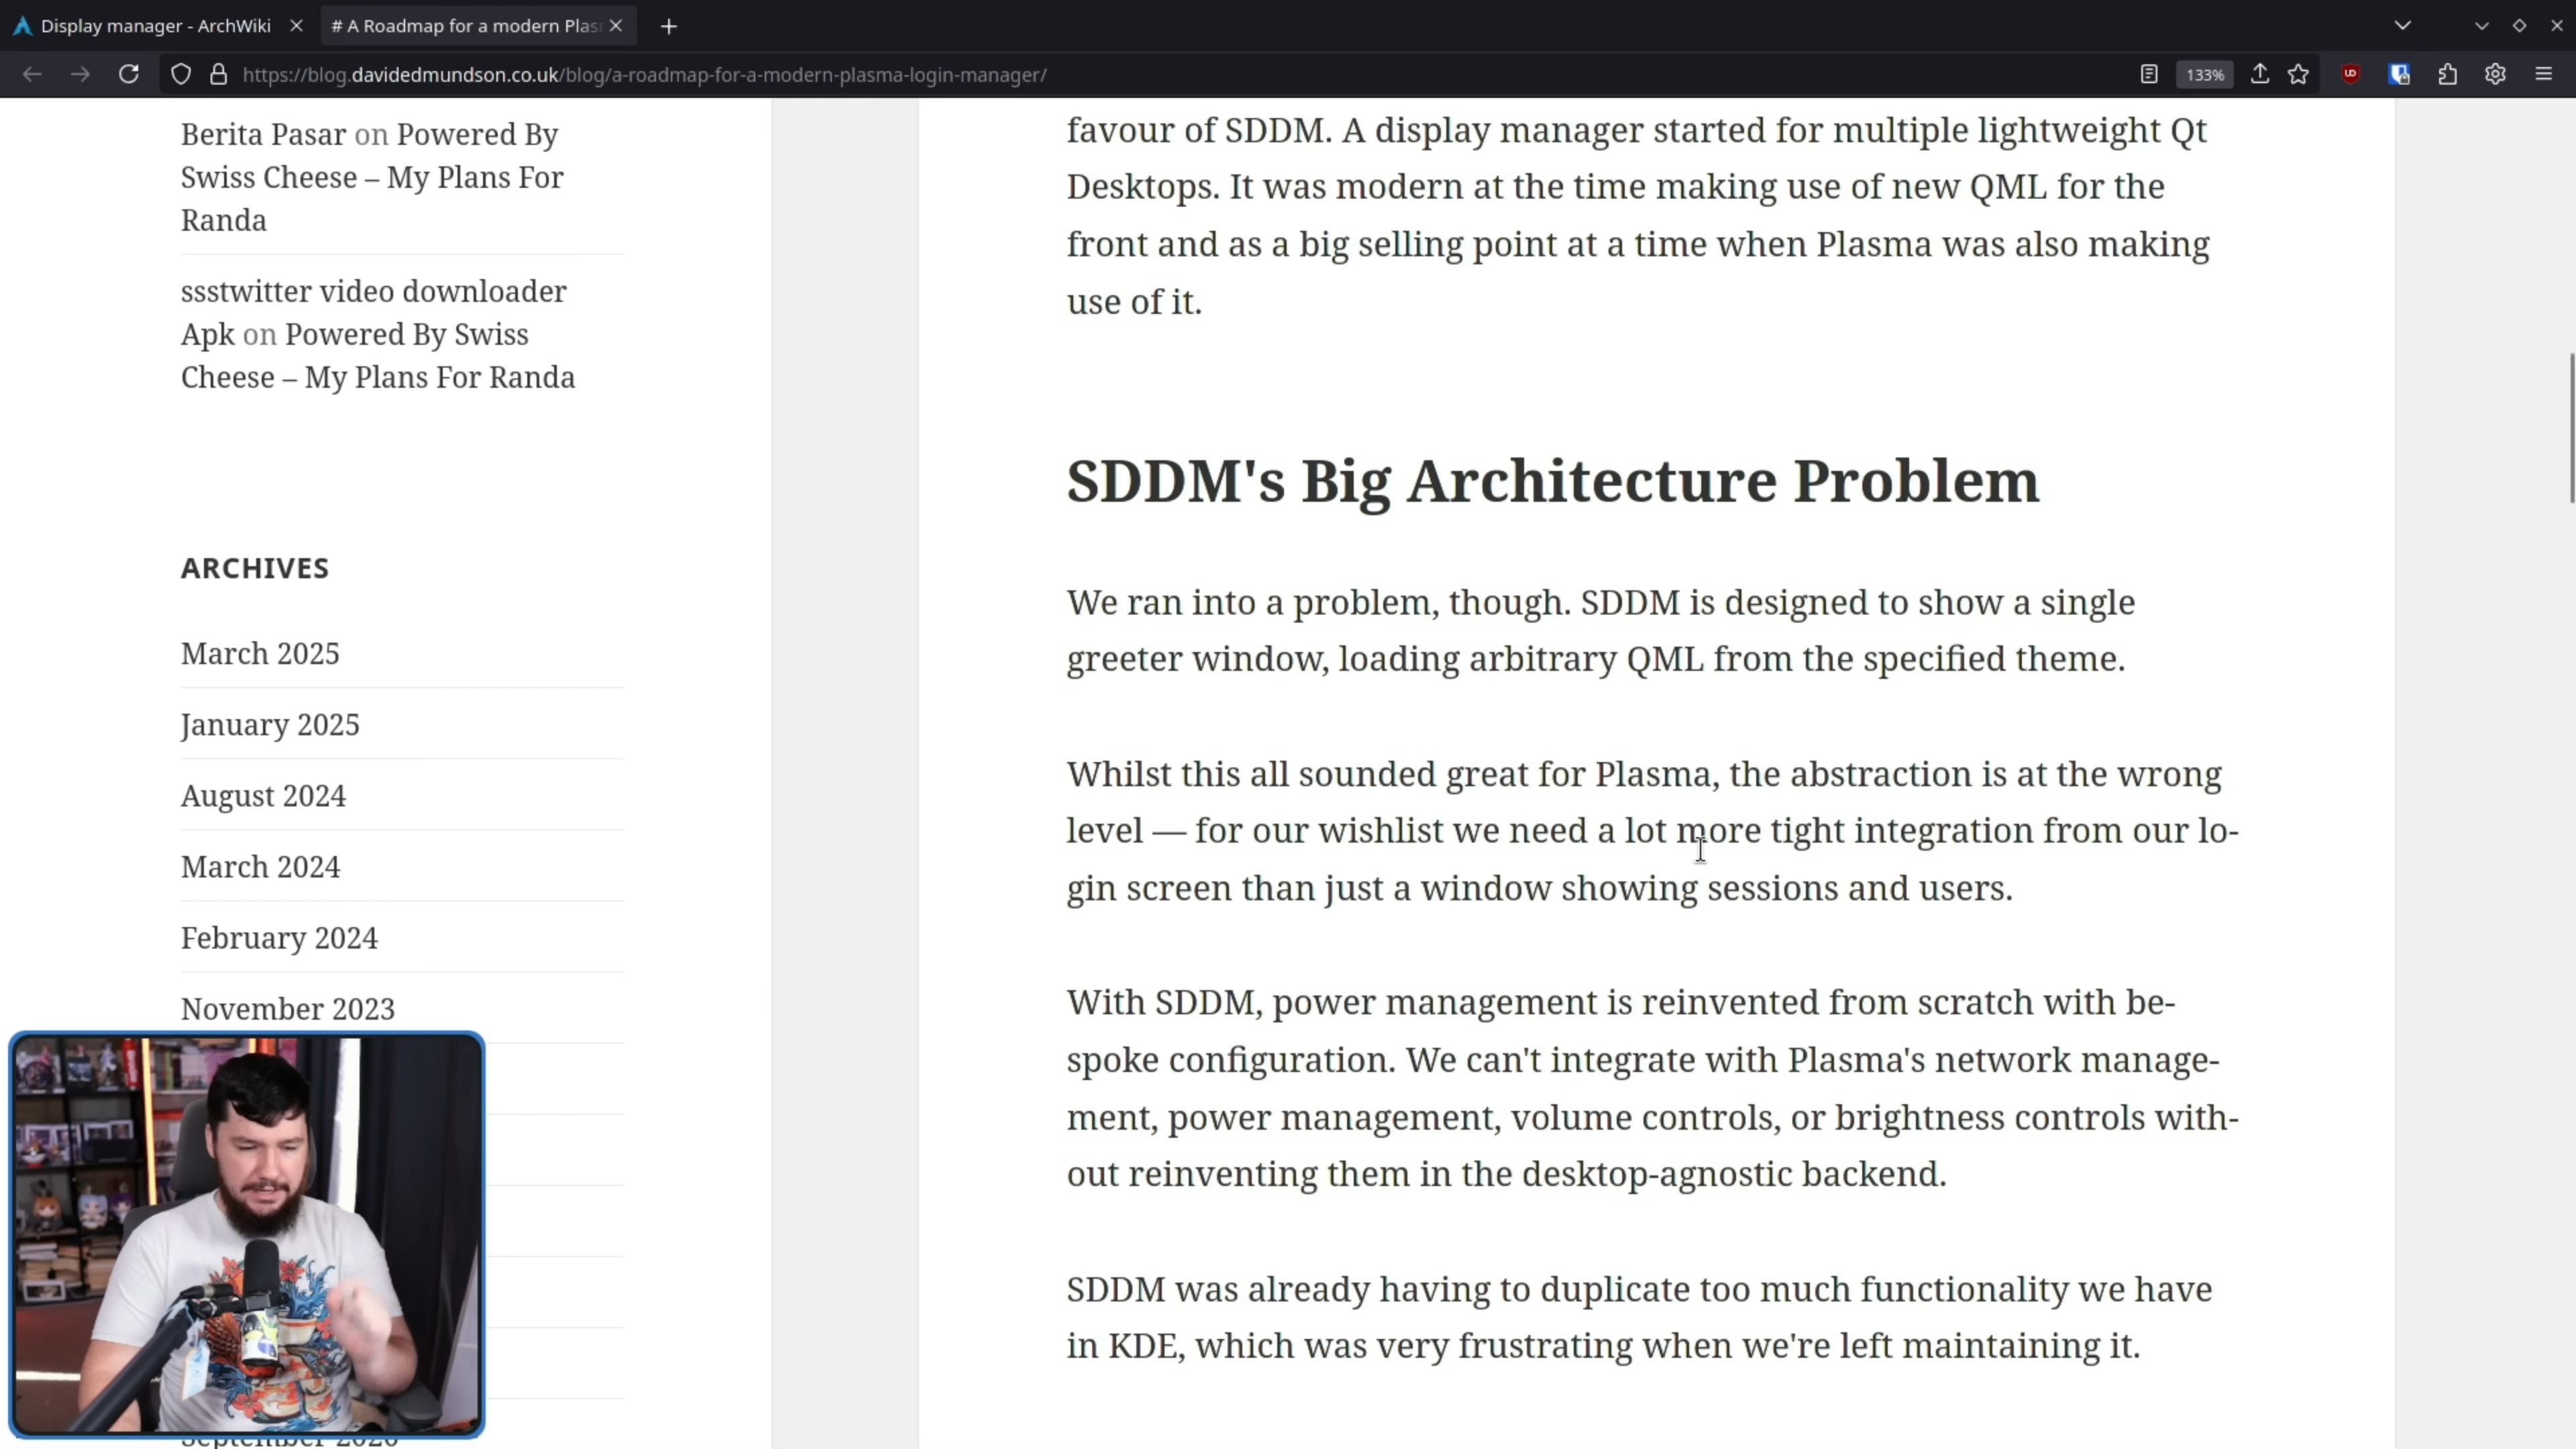 Display manager - ArchWiki
# A Roadmap for a modern Plas
https://blog.davidedmundson.co.uk/blog/a-roadmap-for-a-modern-plasma-login-manager/
133%
Berita Pasar on Powered By
Swiss Cheese – My Plans For
Randa
ssstwitter video downloader
Apk on Powered By Swiss
Cheese – My Plans For Randa
ARCHIVES
March 2025
January 2025
August 2024
March 2024
February 2024
November 2023
favour of SDDM. A display manager started for multiple lightweight Qt
Desktops. It was modern at the time making use of new QML for the
front and as a big selling point at a time when Plasma was also making
use of it.
SDDM's Big Architecture Problem
We ran into a problem, though. SDDM is designed to show a single
greeter window, loading arbitrary QML from the specified theme.
Whilst this all sounded great for Plasma, the abstraction is at the wrong
level — for our wishlist we need a lot more tight integration from our lo-
gin screen than just a window showing sessions and users.
With SDDM, power management is reinvented from scratch with be-
spoke configuration. We can't integrate with Plasma's network manage-
ment, power management, volume controls, or brightness controls with-
out reinventing them in the desktop-agnostic backend.
SDDM was already having to duplicate too much functionality we have
in KDE, which was very frustrating when we're left maintaining it.